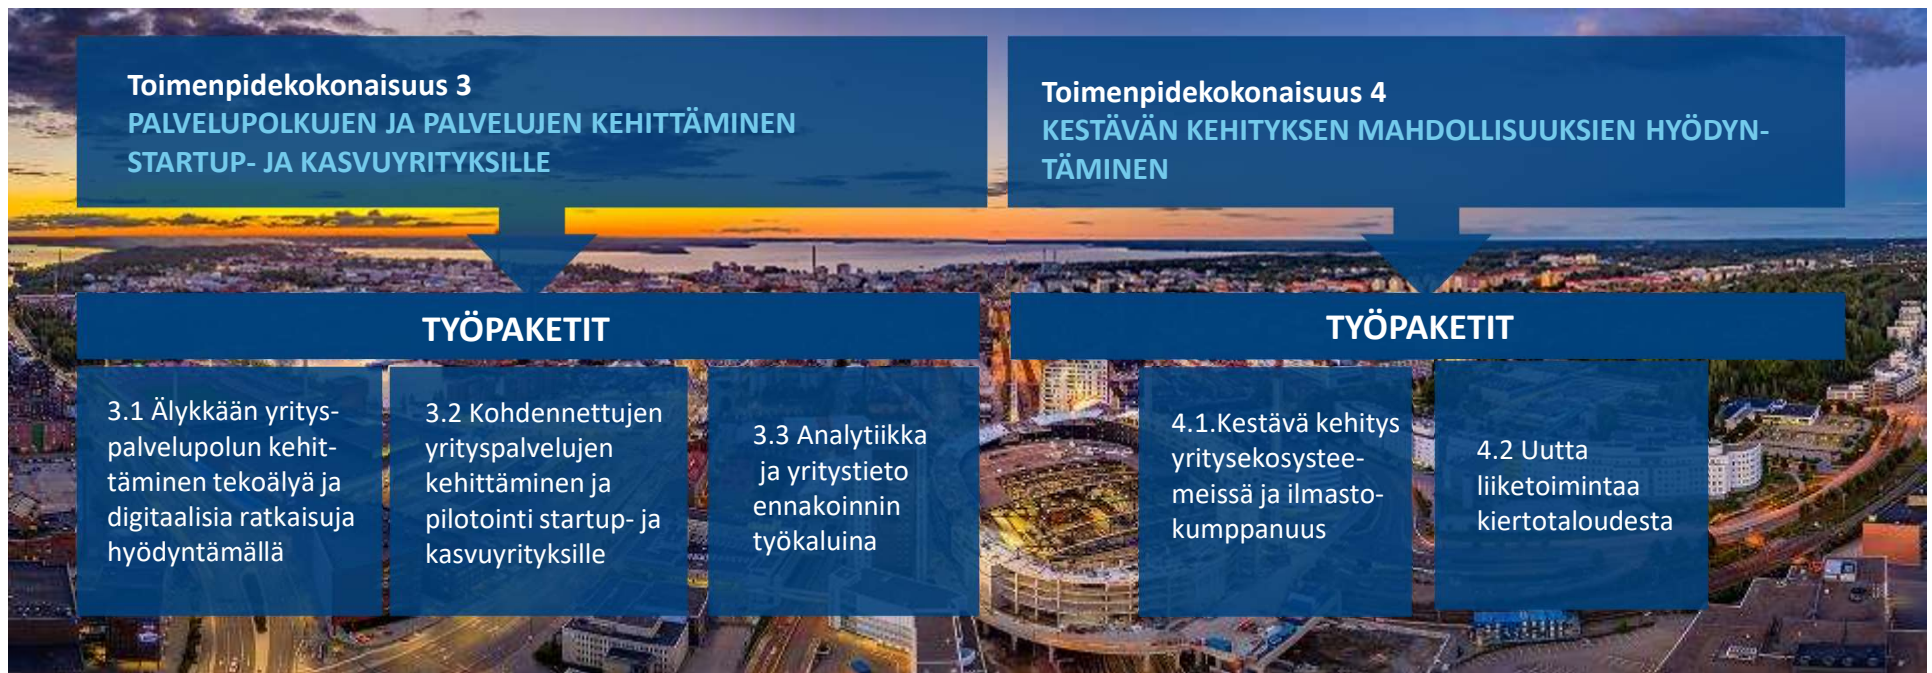 Toimenpidekokonaisuus 3
PALVELUPOLKUJEN JA PALVELUJEN KEHITTÄMINEN
STARTUP- JA KASVUYRITYKSILLE
TYÖPAKETIT
3.1 Älykkään yritys-
palvelupolun kehit-
täminen tekoälyä ja
digitaalisia ratkaisuja
hyödyntämällä
3.2 Kohdennettujen
yrityspalvelujen
kehittäminen ja
pilotointi startup- ja
kasvuyrityksille
3.3 Analytiikka
ja yritystieto
ennakoinnin
työkaluina
Toimenpidekokonaisuus 4
KESTÄVÄN KEHITYKSEN MAHDOLLISUUKSIEN HYÖDYN-
TÄMINEN
TYÖPAKETIT
4.1.Kestävä kehitys
yritysekosystee-
meissä ja ilmasto-
kumppanuus
4.2 Uutta
liiketoimintaa
kiertotaloudesta